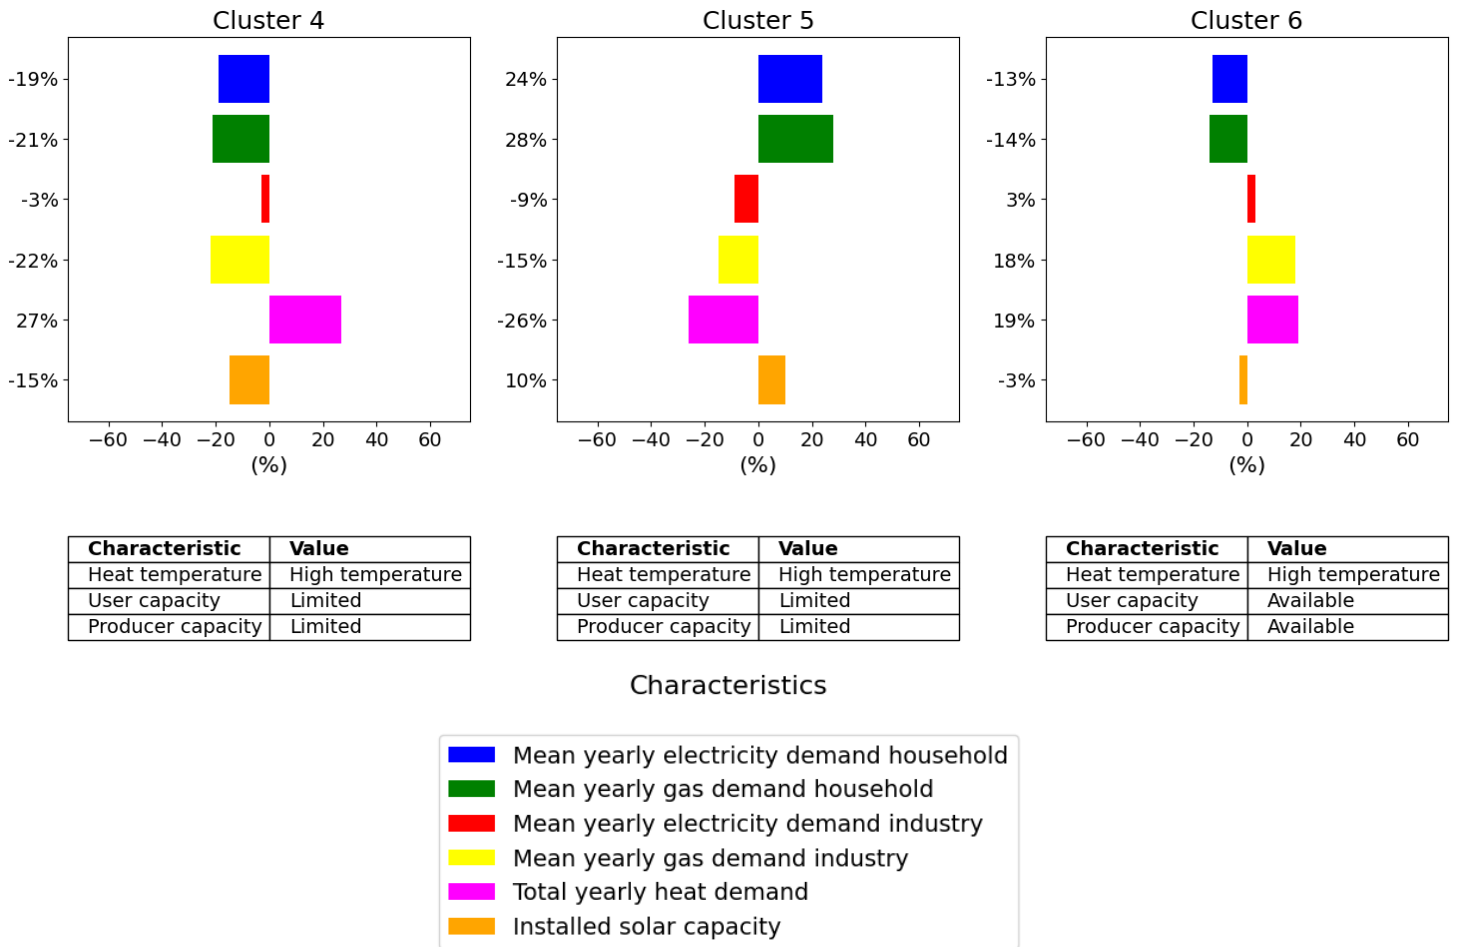 Cluster 4
-19%
-21%
-3%
-22%
27%
-15%
−60 −40 −20 0 20 40 60
(%)
Cluster 5
24%
28%
-9%
-15%
-26%
10%
−60 −40 −20 0 20 40 60
(%)
Cluster 6
-13%
-14%
3%
18%
19%
-3%
−60 −40 −20 0 20 40 60
(%)
Characteristic Value
Heat temperature High temperature
User capacity Limited
Producer capacity Limited
Characteristic Value
Heat temperature High temperature
User capacity Limited
Producer capacity Limited
Characteristic Value
Heat temperature High temperature
User capacity Available
Producer capacity Available
Characteristics
Mean yearly electricity demand household
Mean yearly gas demand household
Mean yearly electricity demand industry
Mean yearly gas demand industry
Total yearly heat demand
Installed solar capacity